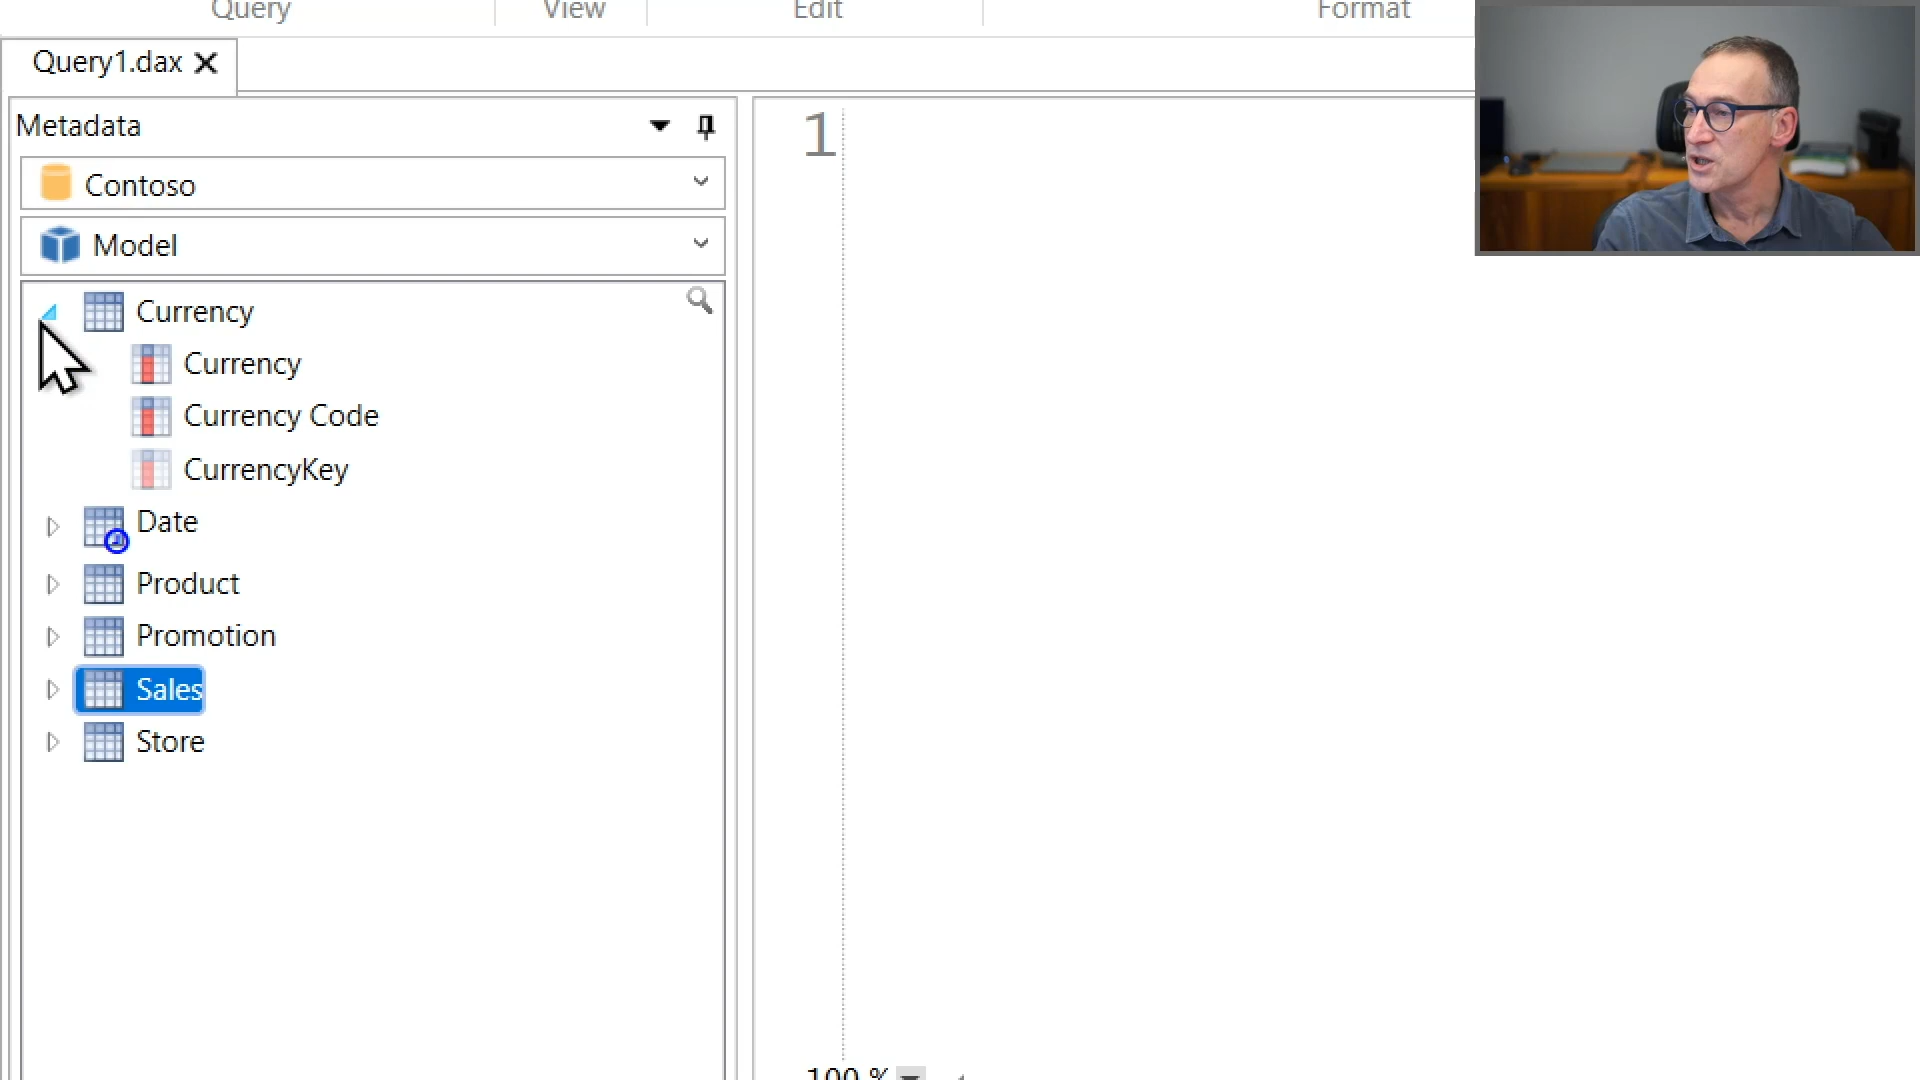 Query View Edit Format
Query1.dax
Metadata
Contoso
Model
Currency
Currency
Currency Code
CurrencyKey
Date
Product
Promotion
Sales
Store
1
100 %